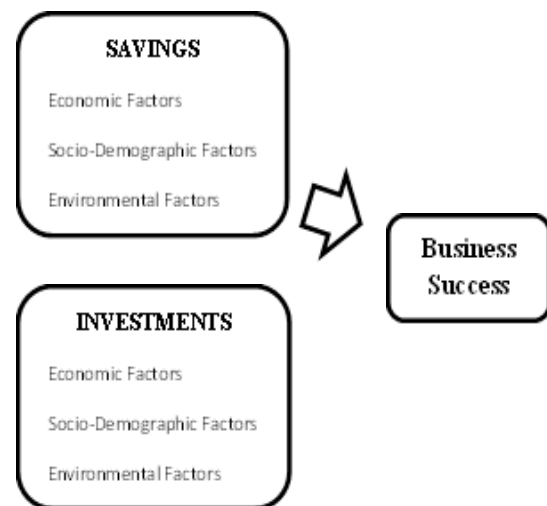 SAVINGS
Economic Factors
Socio-Demographic Factors
Environmental Factors
Business
Success
INVESTMENTS
Economic Factors
Socio-Demographic Factors
Environmental Factors